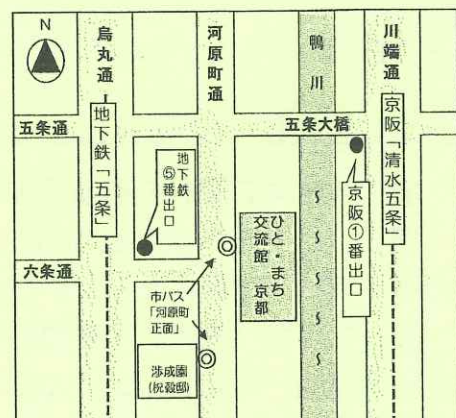 N
烏丸通
河原町通
鴨川
川端通
五条通
五条大橋
地下鉄「五条」
地下鉄
⑤番出口
京阪「清水五条」
京阪①番出口
ひと・まち
交流館 京都
六条通
市バス
「河原町
正面」
渉成園
(枳殻邸)